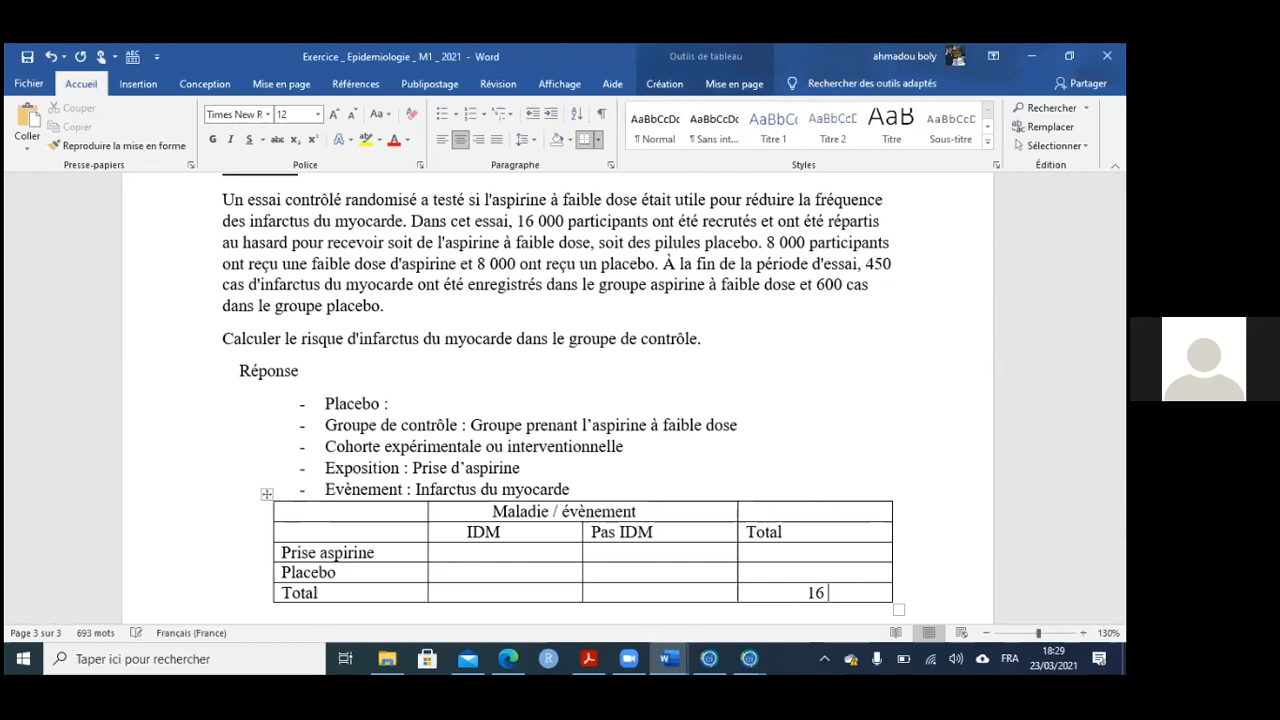 Exercice _ Epidemiologie _ M1 _ 2021 - Word
Outils de tableau
ahmadou boly
Fichier Accueil Insertion Conception Mise en page Références Publipostage Révision Affichage Aide Création Mise en page Rechercher des outils adaptés Partager
Coller
Couper
Copier
Reproduire la mise en forme
Presse-papiers
Times New R 12
G I S abc x₂ x²
Police
Paragraphe
AaBbCcDc AaBbCcDc AaBbCc AaBbCcD AaB AaBbCcD
¶ Normal ¶ Sans int... Titre 1 Titre 2 Titre Sous-titre
Styles
Rechercher
Remplacer
Sélectionner
Édition
Un essai contrôlé randomisé a testé si l'aspirine à faible dose était utile pour réduire la fréquence
des infarctus du myocarde. Dans cet essai, 16 000 participants ont été recrutés et ont été répartis
au hasard pour recevoir soit de l'aspirine à faible dose, soit des pilules placebo. 8 000 participants
ont reçu une faible dose d'aspirine et 8 000 ont reçu un placebo. À la fin de la période d'essai, 450
cas d'infarctus du myocarde ont été enregistrés dans le groupe aspirine à faible dose et 600 cas
dans le groupe placebo.
Calculer le risque d'infarctus du myocarde dans le groupe de contrôle.
Réponse
- Placebo :
- Groupe de contrôle : Groupe prenant l’aspirine à faible dose
- Cohorte expérimentale ou interventionnelle
- Exposition : Prise d’aspirine
- Evènement : Infarctus du myocarde
Maladie / évènement
IDM Pas IDM Total
Prise aspirine
Placebo
Total 16
Page 3 sur 3 693 mots Français (France) 130%
Taper ici pour rechercher
FRA
18:29
23/03/2021